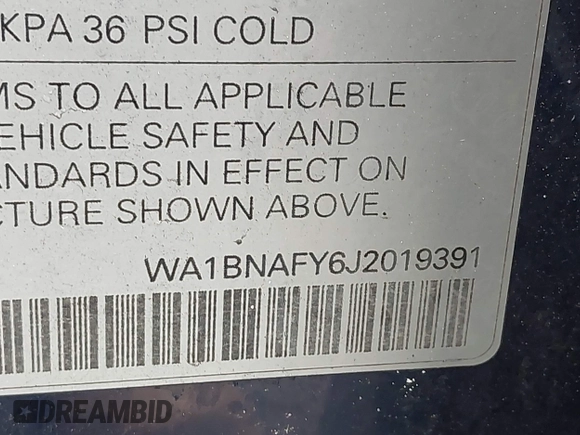 KPA 36 PSI COLD
MS TO ALL APPLICABLE
EHICLE SAFETY AND
ANDARDS IN EFFECT ON
CTURE SHOWN ABOVE.
WA1BNAFY6J2019391
DREAMBID